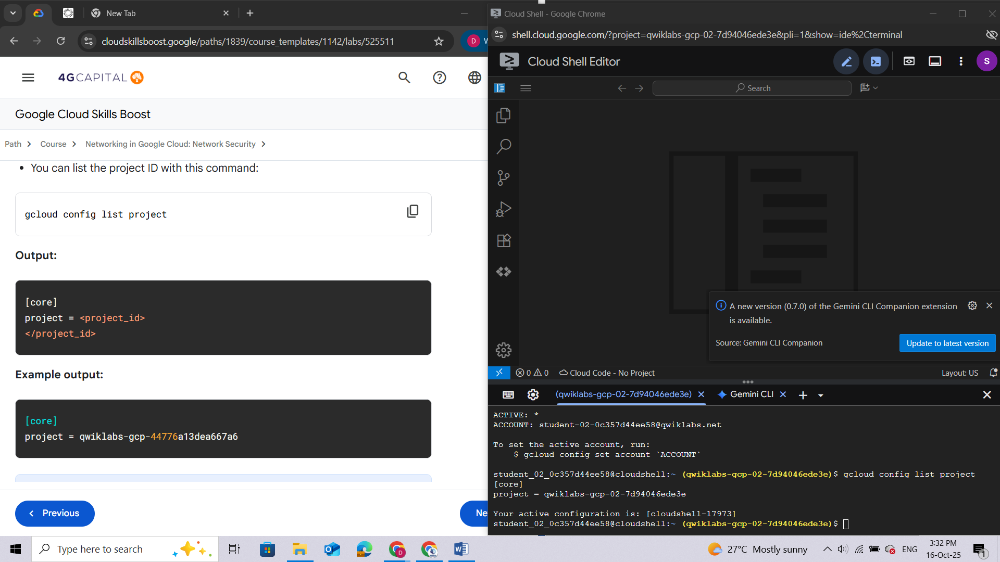 New Tab
cloudskillsboost.google/paths/1839/course_templates/1142/labs/525511
D
4GCAPITAL
Google Cloud Skills Boost
Path
Course
Networking in Google Cloud: Network Security
• You can list the project ID with this command:
gcloud config list project
Output:
[core]
project = <project_id>
</project_id>
Example output:
[core]
project = qwiklabs-gcp-44776a13dea667a6
Previous
Ne
Cloud Shell - Google Chrome
shell.cloud.google.com/?project=qwiklabs-gcp-02-7d94046ede3e&pli=1&show=ide%2Cterminal
Cloud Shell Editor
S
Search
A new version (0.7.0) of the Gemini CLI Companion extension
is available.
Source: Gemini CLI Companion
Update to latest version
0 0 Cloud Code - No Project
Layout: US
(qwiklabs-gcp-02-7d94046ede3e)
Gemini CLI
ACTIVE: *
ACCOUNT: student-02-0c357d44ee58@qwiklabs.net
To set the active account, run:
$ gcloud config set account `ACCOUNT`
student_02_0c357d44ee58@cloudshell:~ (qwiklabs-gcp-02-7d94046ede3e)$ gcloud config list project
[core]
project = qwiklabs-gcp-02-7d94046ede3e
Your active configuration is: [cloudshell-17973]
student_02_0c357d44ee58@cloudshell:~ (qwiklabs-gcp-02-7d94046ede3e)$
Type here to search
27°C Mostly sunny
ENG
3:32 PM
16-Oct-25
1